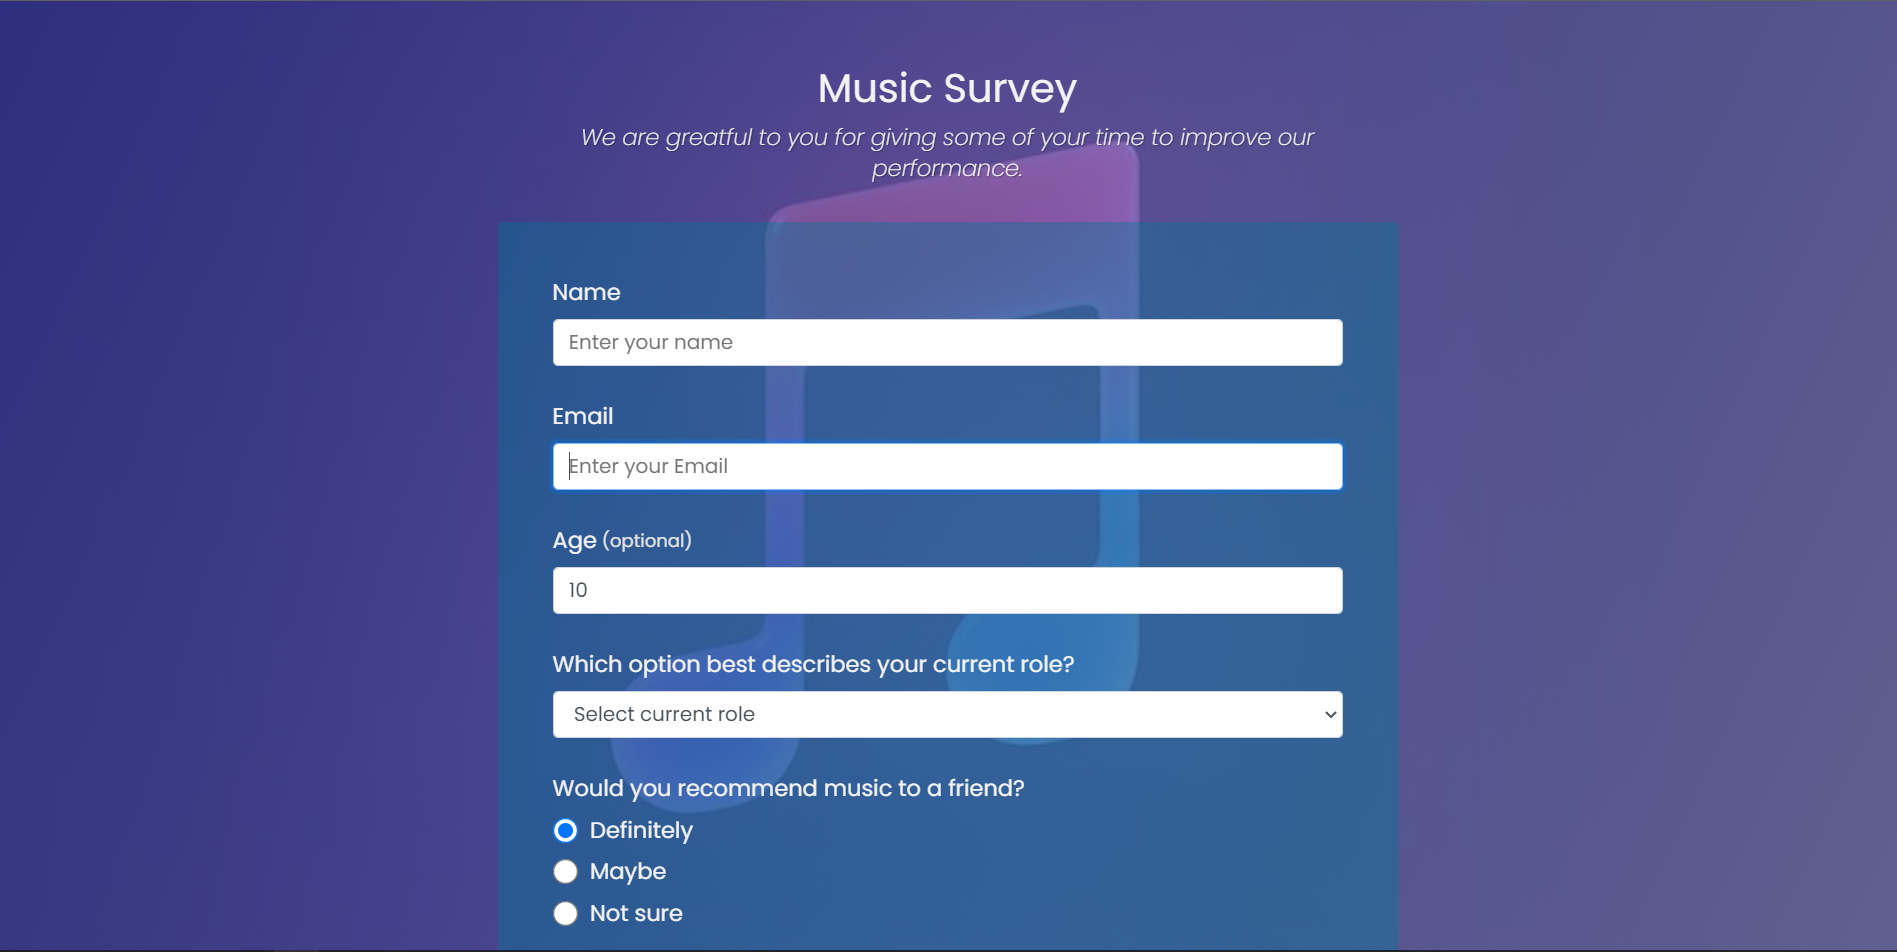 Music Survey
We are greatful to you for giving some of your time to improve our
performance.
Name
Enter your name
Email
Enter your Email
Age (optional)
10
Which option best describes your current role?
Select current role
Would you recommend music to a friend?
Definitely
Maybe
Not sure